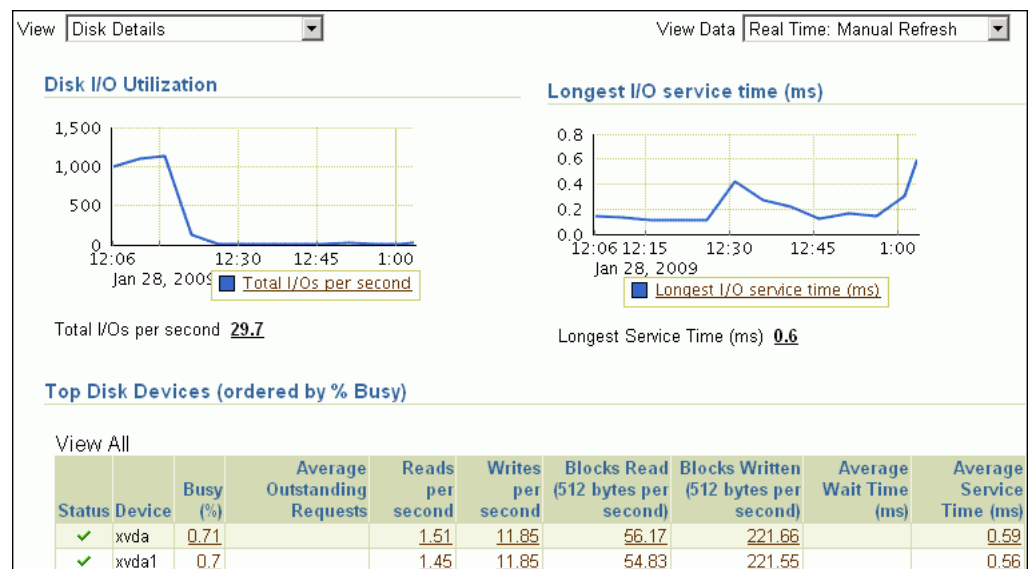 View Disk Details View Data Real Time: Manual Refresh
Disk I/O Utilization
1,500
1,000
500
0
12:06 12:30 12:45 1:00
Jan 28, 2009
Total I/Os per second
Total I/Os per second 29.7
Longest I/O service time (ms)
0.8
0.6
0.4
0.2
0.0
12:06 12:15 12:30 12:45 1:00
Jan 28, 2009
Longest I/O service time (ms)
Longest Service Time (ms) 0.6
Top Disk Devices (ordered by % Busy)
View All
Status Device Busy (%) Average Outstanding Requests Reads per second Writes per second Blocks Read (512 bytes per second) Blocks Written (512 bytes per second) Average Wait Time (ms) Average Service Time (ms)
xvda 0.71 1.51 11.85 56.17 221.66 0.59
xvda1 0.7 1.45 11.85 54.83 221.55 0.56